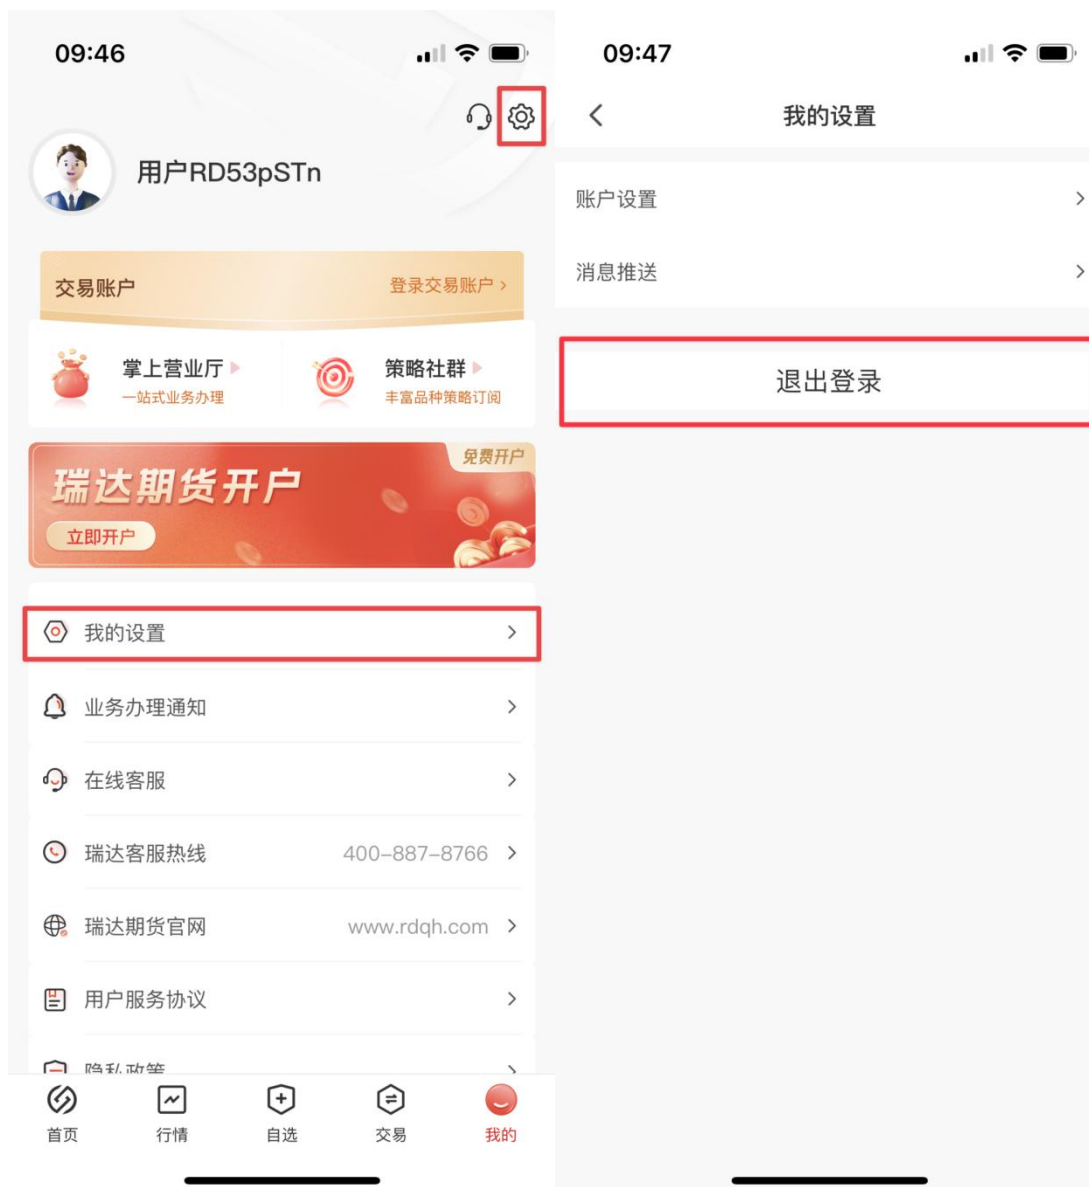 09:46
用户RD53pSTn
交易账户
登录交易账户
掌上营业厅
一站式业务办理
策略社群
丰富品种策略订阅
免费开户
瑞达期货开户
立即开户
我的设置
业务办理通知
在线客服
瑞达客服热线 400-887-8766
瑞达期货官网 www.rdqh.com
用户服务协议
隐私政策
首页 行情 自选 交易 我的
09:47
我的设置
账户设置
消息推送
退出登录